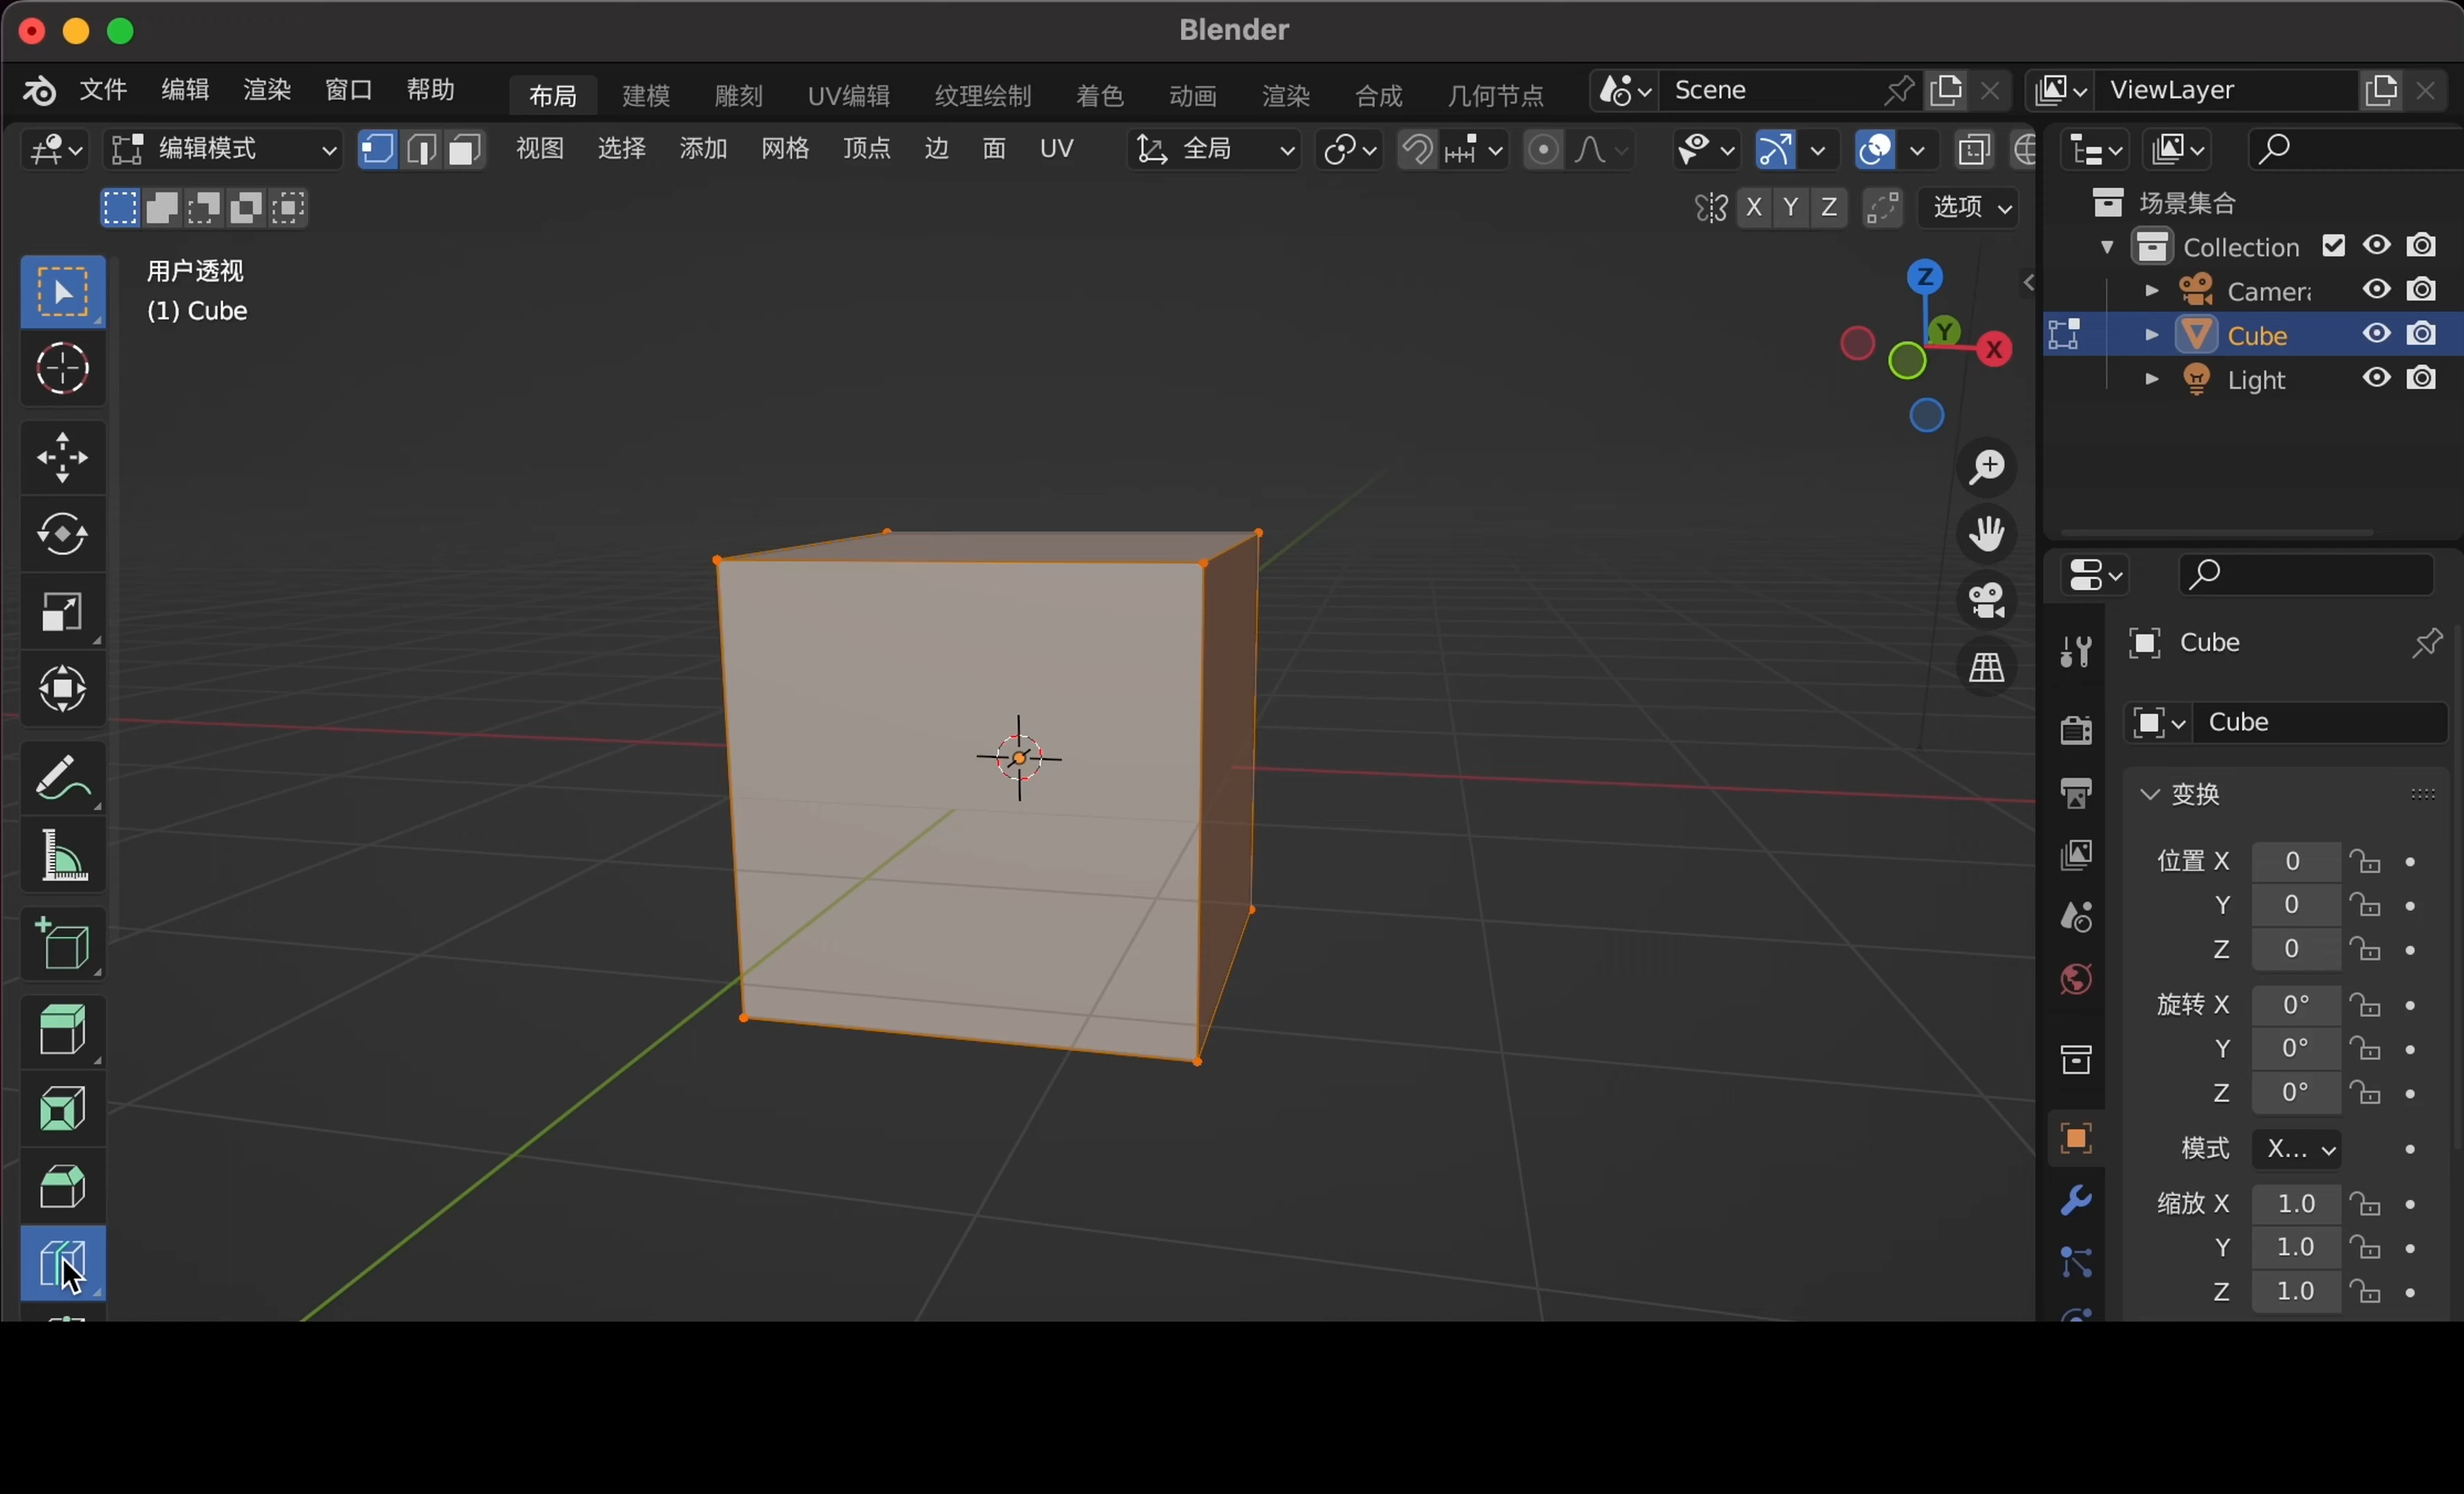 Blender
文件 编辑 渲染 窗口 帮助 布局 建模 雕刻 UV编辑 纹理绘制 着色 动画 渲染 合成 几何节点 Scene ViewLayer
编辑模式 视图 选择 添加 网格 顶点 边 面 UV 全局
X Y Z 选项
用户透视
(1) Cube
Z
Y
X
场景集合
Collection
Camera
Cube
Light
Cube
Cube
变换
位置 X 0
Y 0
Z 0
旋转 X 0°
Y 0°
Z 0°
模式 X...
缩放 X 1.0
Y 1.0
Z 1.0